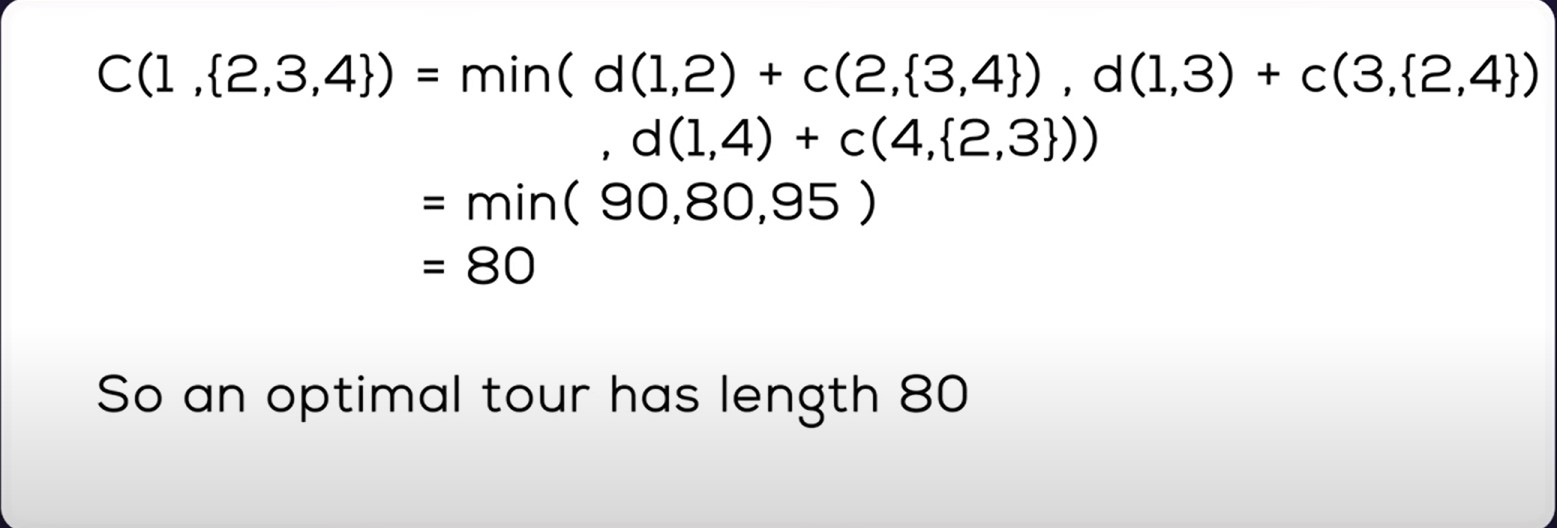 C(1 ,{2,3,4}) = min( d(1,2) + c(2,{3,4}) , d(1,3) + c(3,{2,4})
, d(1,4) + c(4,{2,3}))
= min( 90,80,95 )
= 80
So an optimal tour has length 80